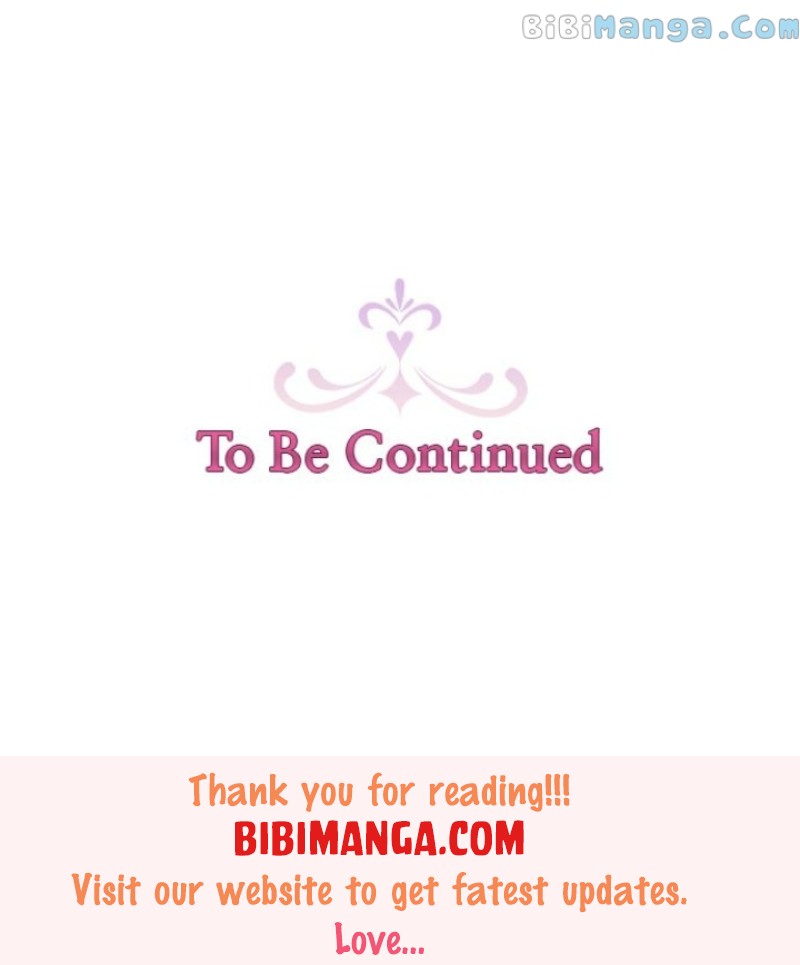 BiBiManga.Com
To Be Continued
Thank you for reading!!!
BIBIMANGA.COM
Visit our website to get fatest updates.
Love...